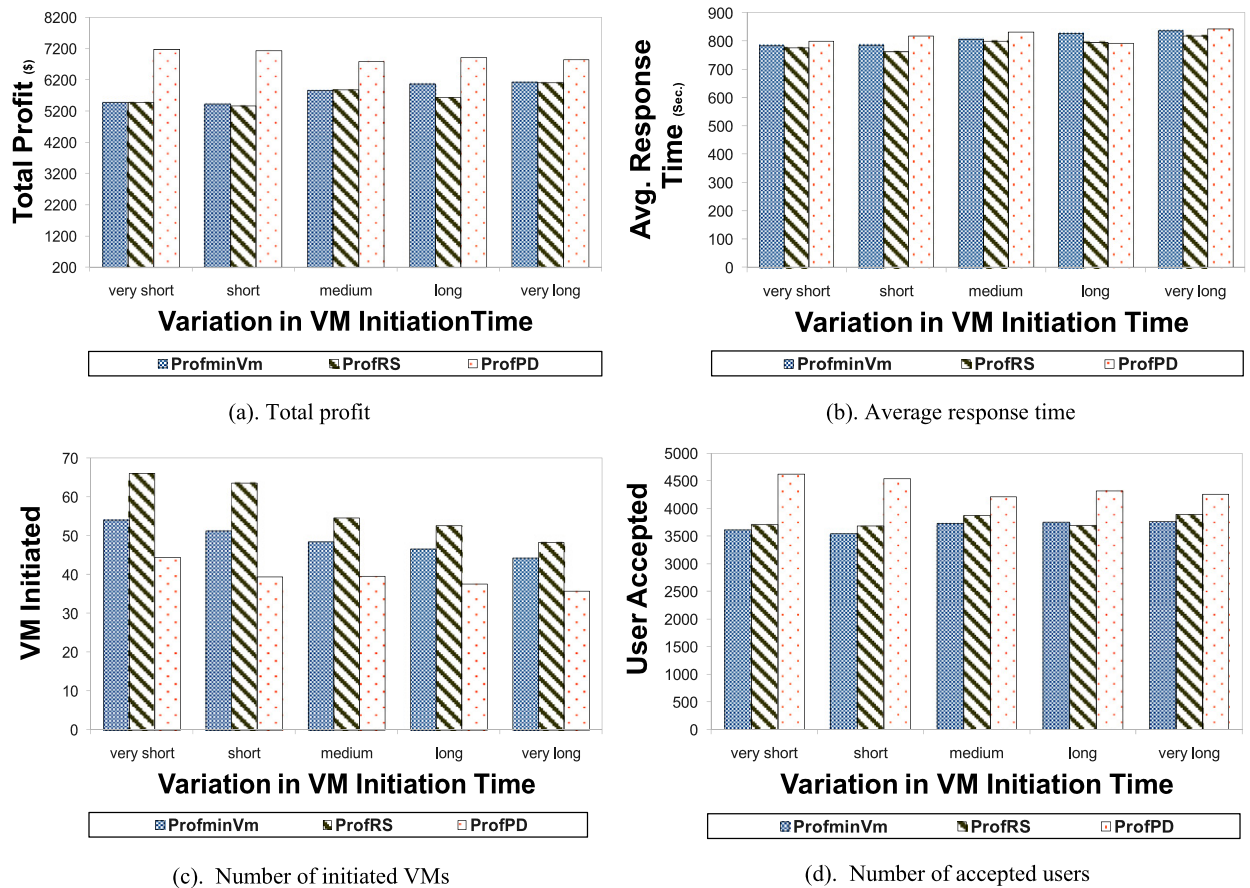 Total Profit ($)
8200
7200
6200
5200
4200
3200
2200
1200
200
very short short medium long very long
Variation in VM InitiationTime
ProfminVm ProfRS ProfPD
(a). Total profit
Avg. Response
Time (Sec.)
900
800
700
600
500
400
300
200
100
0
very short short medium long very long
Variation in VM Initiation Time
ProfminVm ProfRS ProfPD
(b). Average response time
VM Initiated
70
60
50
40
30
20
10
0
very short short medium long very long
Variation in VM Initiation Time
ProfminVm ProfRS ProfPD
(c). Number of initiated VMs
User Accepted
5000
4500
4000
3500
3000
2500
2000
1500
1000
500
0
very short short medium long very long
Variation in VM Initiation Time
ProfminVm ProfRS ProfPD
(d). Number of accepted users